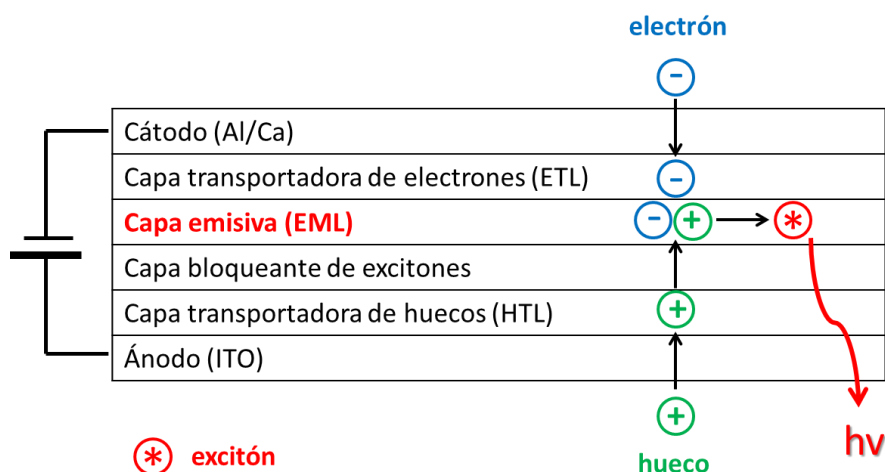 electrón
-
Cátodo (Al/Ca)
Capa transportadora de electrones (ETL)
-
Capa emisiva (EML)
- + *
Capa bloqueante de excitones
Capa transportadora de huecos (HTL)
+
Ánodo (ITO)
+
hv
* excitón
hueco